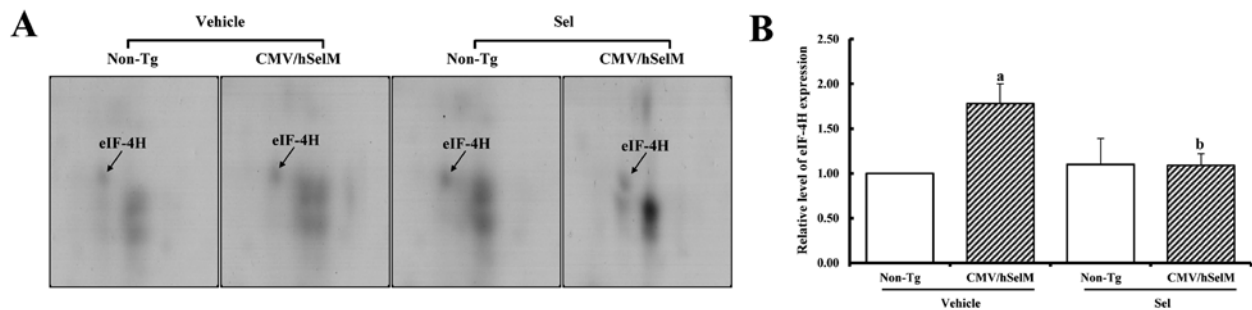 A
Vehicle
Sel
Non-Tg
CMV/hSelM
Non-Tg
CMV/hSelM
eIF-4H
eIF-4H
eIF-4H
eIF-4H
B
Relative level of eIF-4H expression
2.50
2.00
1.50
1.00
0.50
0.00
a
b
Non-Tg
CMV/hSelM
Non-Tg
CMV/hSelM
Vehicle
Sel